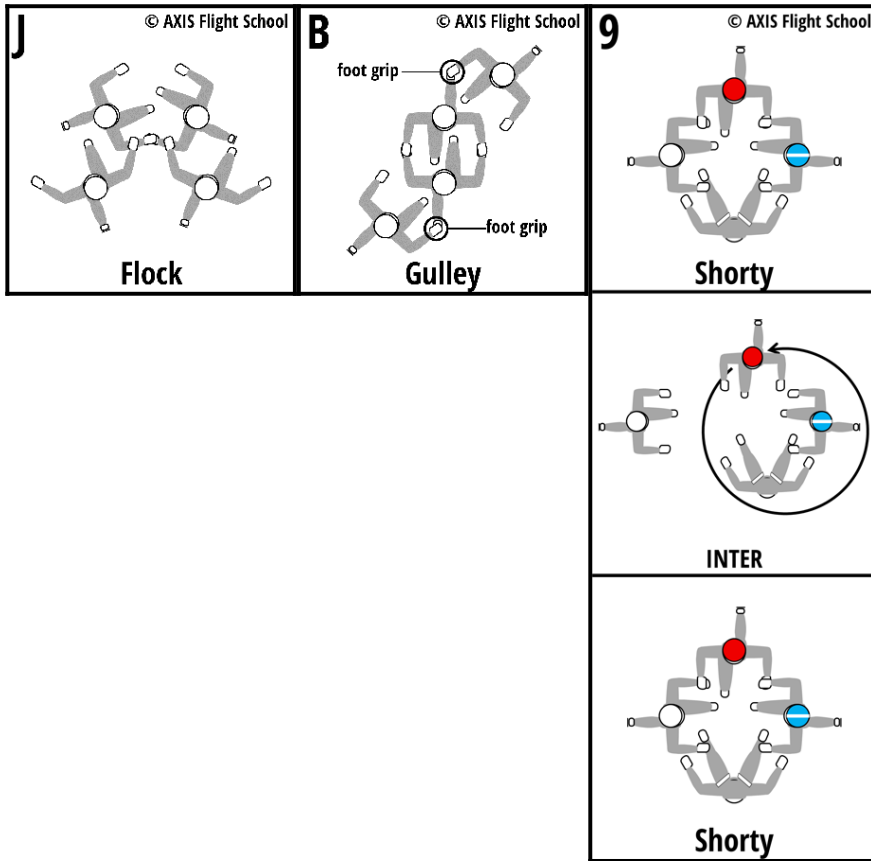 J
© AXIS Flight School
Flock
B
© AXIS Flight School
foot grip
foot grip
Gulley
9
© AXIS Flight School
Shorty
INTER
Shorty